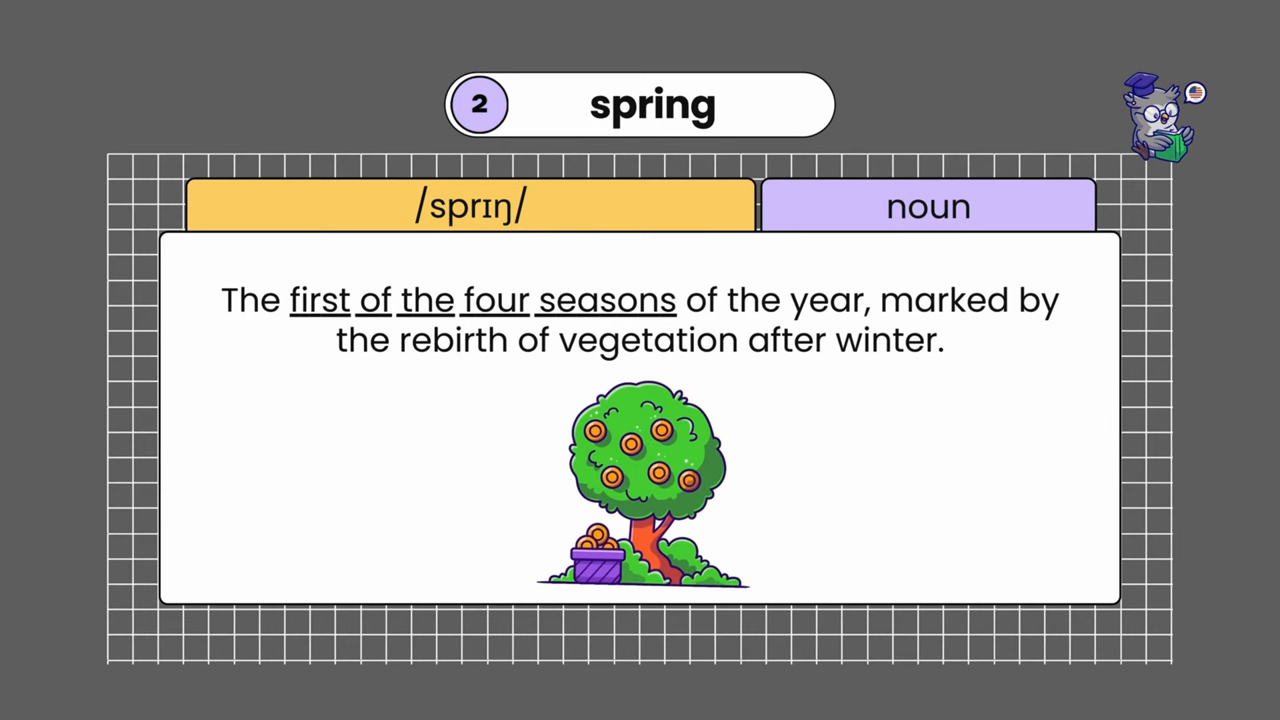 2
spring
/sprɪŋ/
noun
The first of the four seasons of the year, marked by
the rebirth of vegetation after winter.